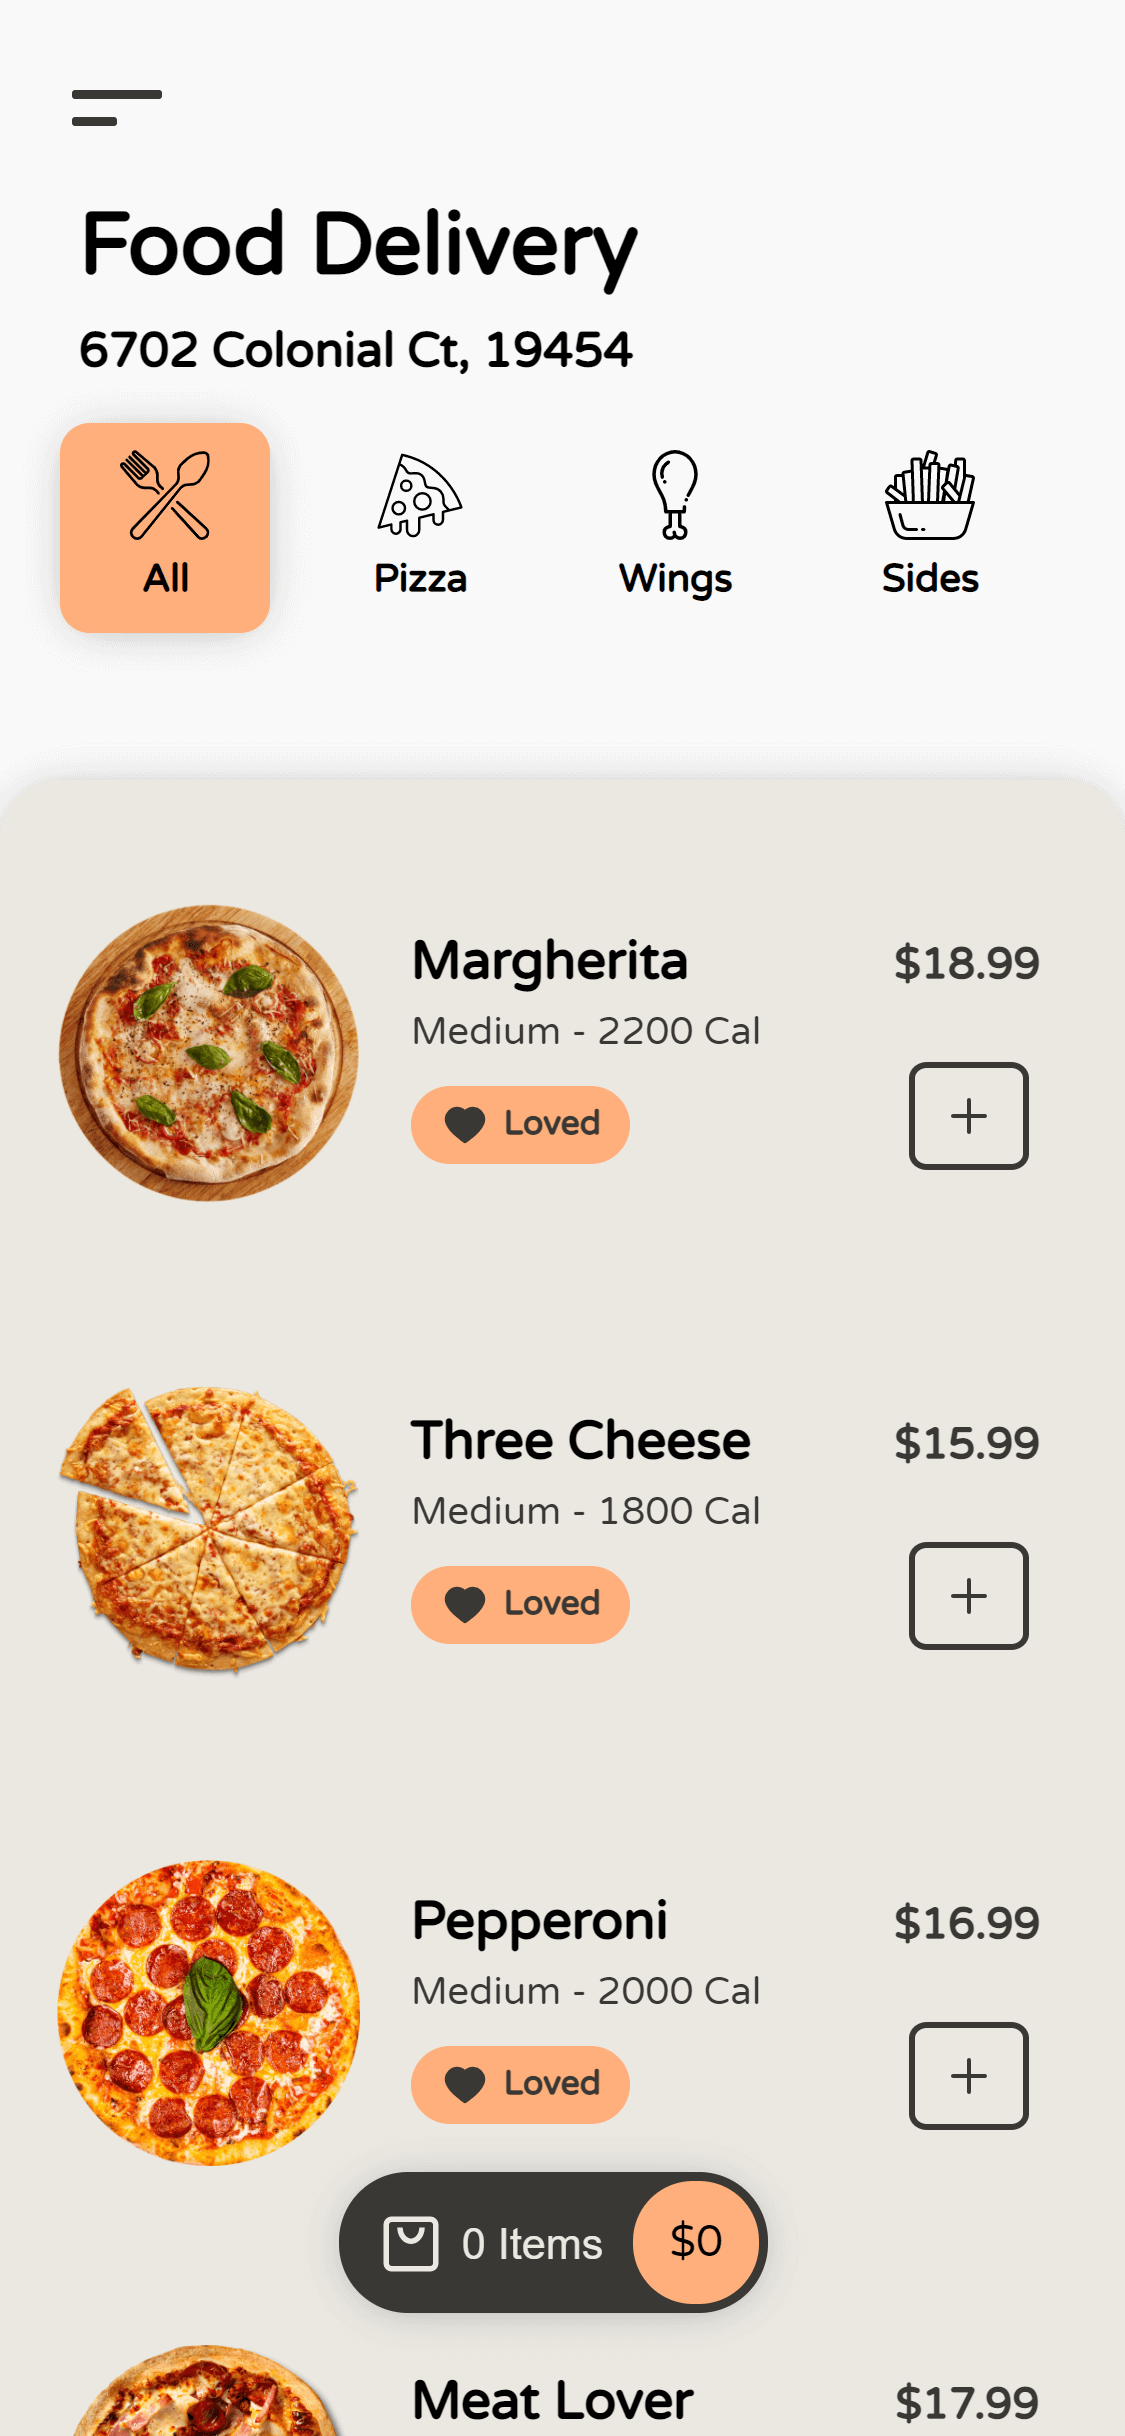 Food Delivery
6702 Colonial Ct, 19454
All
Pizza
Wings
Sides
Margherita
$18.99
Medium - 2200 Cal
Loved
Three Cheese
$15.99
Medium - 1800 Cal
Loved
Pepperoni
$16.99
Medium - 2000 Cal
Loved
0 Items
$0
Meat Lover
$17.99